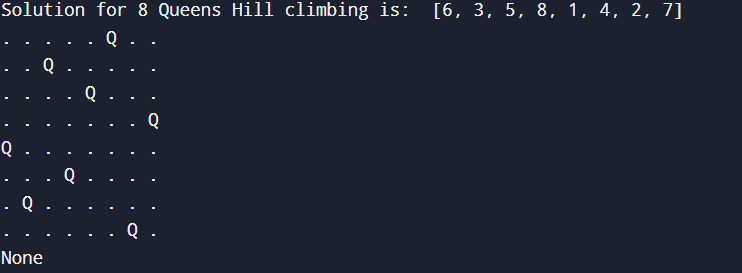 Solution for 8 Queens Hill climbing is:  [6, 3, 5, 8, 1, 4, 2, 7]
. . . . . Q . .
. . Q . . . . .
. . . . Q . . .
. . . . . . . Q
Q . . . . . . .
. . . Q . . . .
. Q . . . . . .
. . . . . . Q .
None